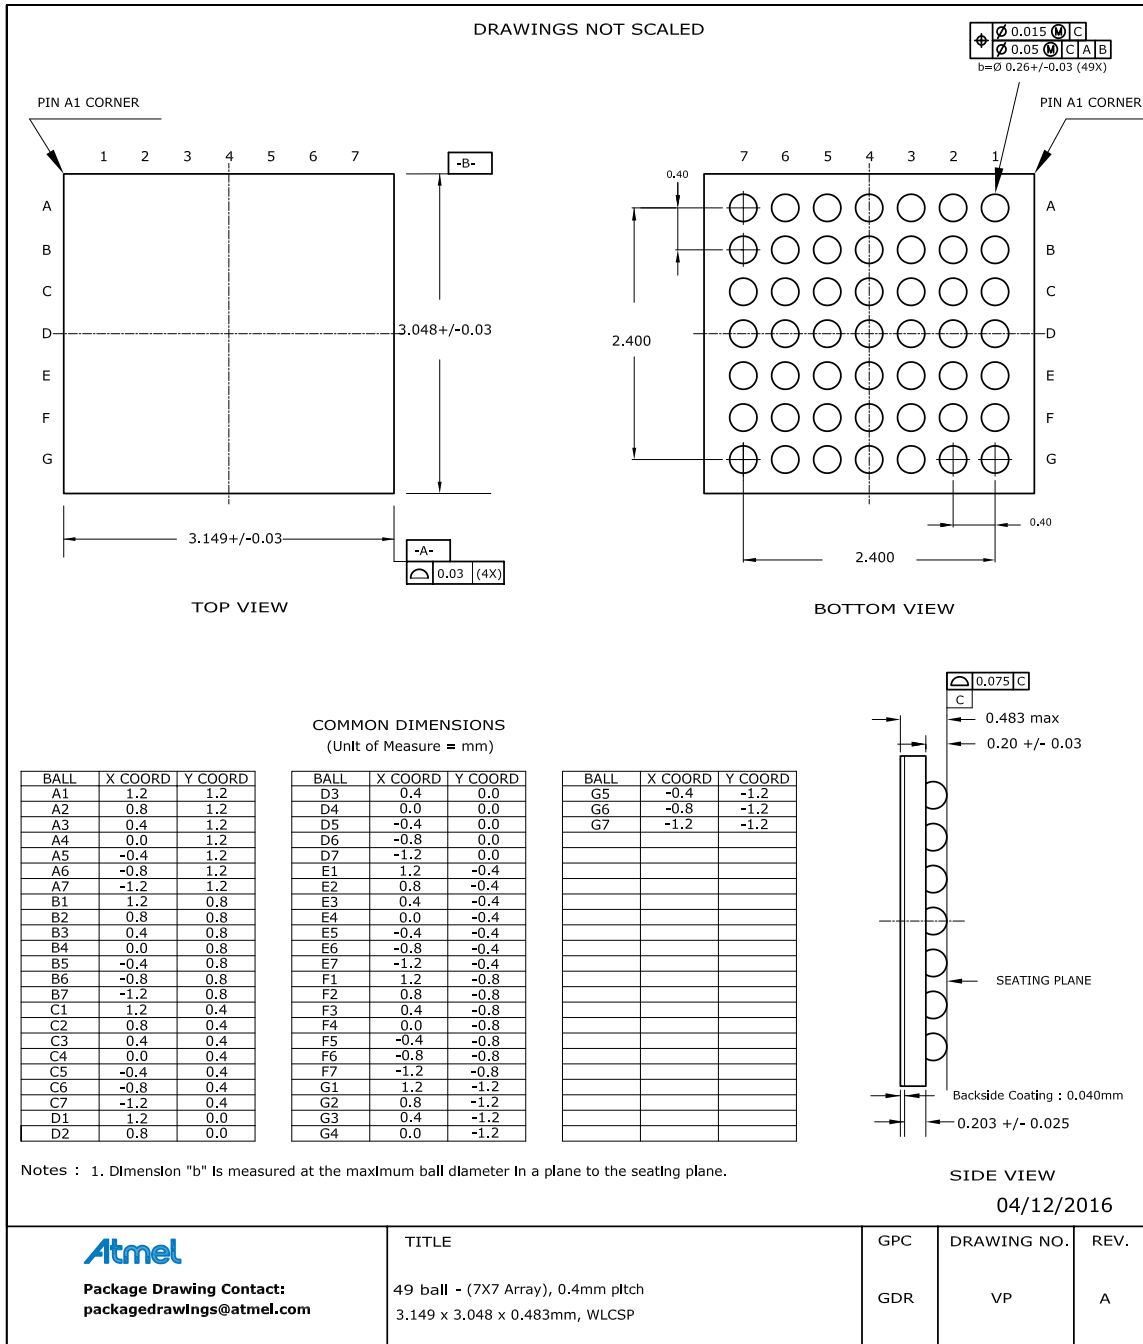 DRAWINGS NOT SCALED
Ø 0.015 Ⓜ C
Ø 0.05 Ⓜ C A B
b=Ø 0.26+/-0.03 (49X)
PIN A1 CORNER
PIN A1 CORNER
1 2 3 4 5 6 7
-B-
A
B
C
D
E
F
G
3.048+/-0.03
3.149+/-0.03
-A-
0.03 (4X)
TOP VIEW
7 6 5 4 3 2 1
0.40
A
B
C
D
E
F
G
2.400
0.40
2.400
BOTTOM VIEW
COMMON DIMENSIONS
(Unit of Measure = mm)
BALL X COORD Y COORD
A1 1.2 1.2
A2 0.8 1.2
A3 0.4 1.2
A4 0.0 1.2
A5 -0.4 1.2
A6 -0.8 1.2
A7 -1.2 1.2
B1 1.2 0.8
B2 0.8 0.8
B3 0.4 0.8
B4 0.0 0.8
B5 -0.4 0.8
B6 -0.8 0.8
B7 -1.2 0.8
C1 1.2 0.4
C2 0.8 0.4
C3 0.4 0.4
C4 0.0 0.4
C5 -0.4 0.4
C6 -0.8 0.4
C7 -1.2 0.4
D1 1.2 0.0
D2 0.8 0.0
BALL X COORD Y COORD
D3 0.4 0.0
D4 0.0 0.0
D5 -0.4 0.0
D6 -0.8 0.0
D7 -1.2 0.0
E1 1.2 -0.4
E2 0.8 -0.4
E3 0.4 -0.4
E4 0.0 -0.4
E5 -0.4 -0.4
E6 -0.8 -0.4
E7 -1.2 -0.4
F1 1.2 -0.8
F2 0.8 -0.8
F3 0.4 -0.8
F4 0.0 -0.8
F5 -0.4 -0.8
F6 -0.8 -0.8
F7 -1.2 -0.8
G1 1.2 -1.2
G2 0.8 -1.2
G3 0.4 -1.2
G4 0.0 -1.2
BALL X COORD Y COORD
G5 -0.4 -1.2
G6 -0.8 -1.2
G7 -1.2 -1.2
0.075 C
C
0.483 max
0.20 +/- 0.03
SEATING PLANE
Backside Coating : 0.040mm
0.203 +/- 0.025
SIDE VIEW
Notes : 1. Dimension "b" is measured at the maximum ball diameter in a plane to the seating plane.
04/12/2016
Atmel
Package Drawing Contact:
packagedrawings@atmel.com
TITLE
49 ball - (7X7 Array), 0.4mm pitch
3.149 x 3.048 x 0.483mm, WLCSP
GPC
GDR
DRAWING NO.
VP
REV.
A